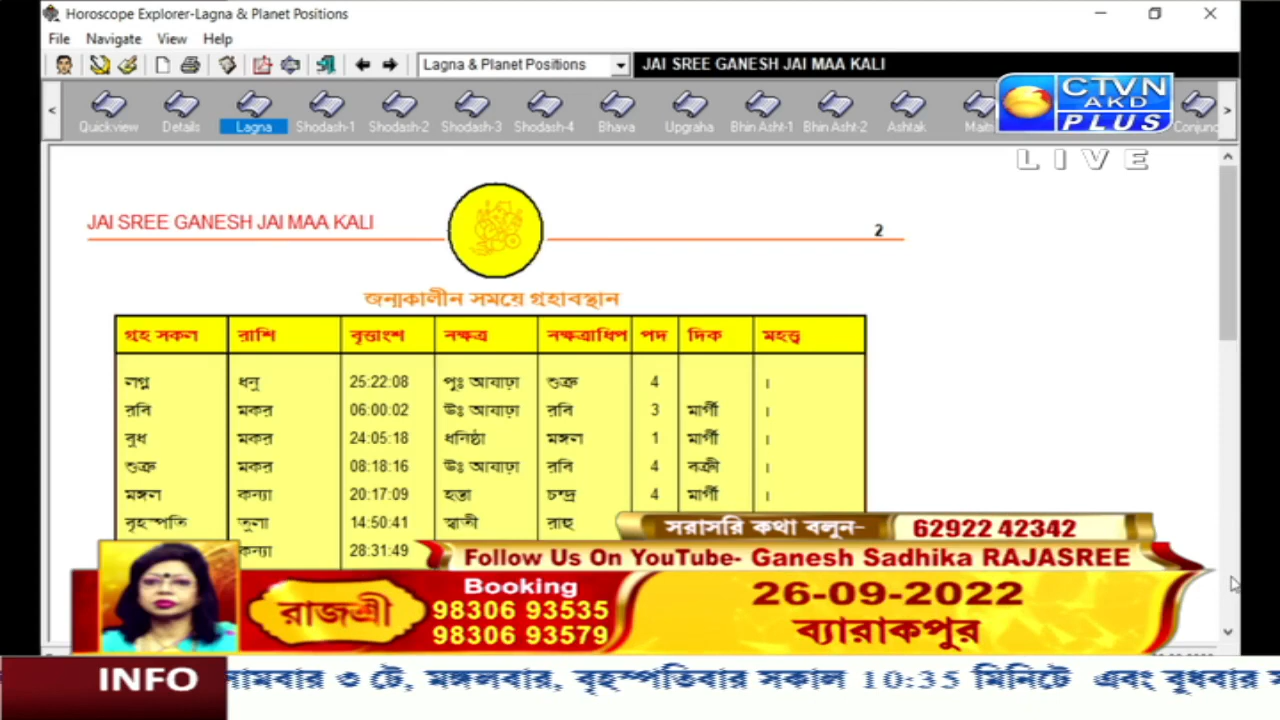 Horoscope Explorer-Lagna & Planet Positions
File Navigate View Help
Lagna & Planet Positions JAI SREE GANESH JAI MAA KALI
Quickview Details Lagna Shodash-1 Shodash-2 Shodash-3 Shodash-4 Bhava Upgraha Bhin Asht-1 Bhin Asht-2 Ashtak
CTVN
AKD
PLUS
LIVE
JAI SREE GANESH JAI MAA KALI 2
জন্মকালীন সময়ে গ্রহাবস্থান
গ্রহ সকল রাশি বৃত্তাংশ নক্ষত্র নক্ষত্রাধিপ পদ দিক মহত্ত্ব
লগ্ন ধনু 25:22:08 পুঃ আষাঢ়া শুক্র 4 ।
রবি মকর 06:00:02 উঃ আষাঢ়া রবি 3 মার্গী ।
বুধ মকর 24:05:18 ধনিষ্ঠা মঙ্গল 1 মার্গী ।
শুক্র মকর 08:18:16 উঃ আষাঢ়া রবি 4 বক্রী ।
মঙ্গল কন্যা 20:17:09 হস্তা চন্দ্র 4 মার্গী ।
বৃহস্পতি তুলা 14:50:41 স্বাতী রাহু
কন্যা 28:31:49
সরাসরি কথা বলুন- 62922 42342
Follow Us On YouTube- Ganesh Sadhika RAJASREE
রাজশ্রী
Booking
98306 93535
98306 93579
26-09-2022
ব্যারাকপুর
INFO ৩ টে, মঙ্গলবার, বৃহস্পতিবার সকাল 10:35 মিনিটে এবং বুধবার